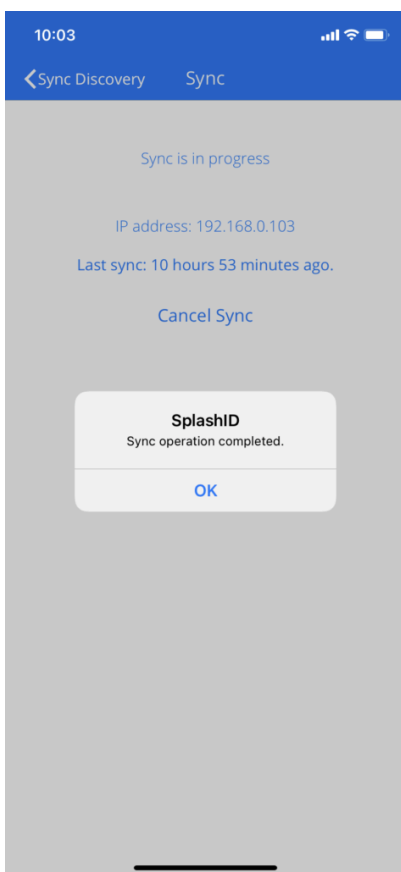 10:03
Sync Discovery
Sync
Sync is in progress
IP address: 192.168.0.103
Last sync: 10 hours 53 minutes ago.
Cancel Sync
SplashID
Sync operation completed.
OK